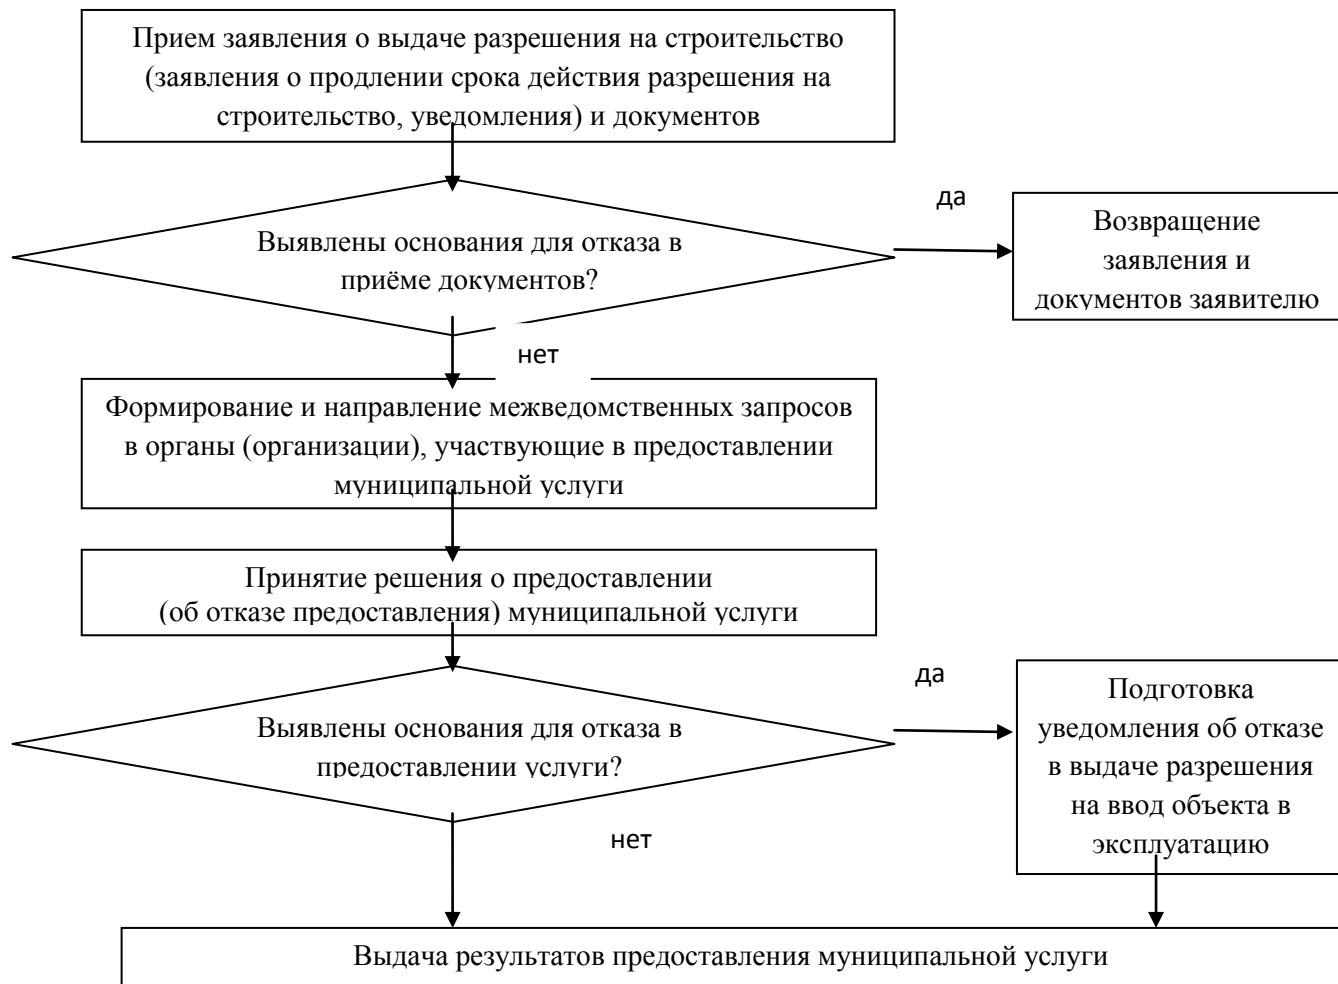 Прием заявления о выдаче разрешения на строительство
(заявления о продлении срока действия разрешения на
строительство, уведомления) и документов
да
Выявлены основания для отказа в
приёме документов?
Возвращение
заявления и
документов заявителю
нет
Формирование и направление межведомственных запросов
в органы (организации), участвующие в предоставлении
муниципальной услуги
Принятие решения о предоставлении
(об отказе предоставления) муниципальной услуги
да
Выявлены основания для отказа в
предоставлении услуги?
Подготовка
уведомления об отказе
в выдаче разрешения
на ввод объекта в
эксплуатацию
нет
Выдача результатов предоставления муниципальной услуги